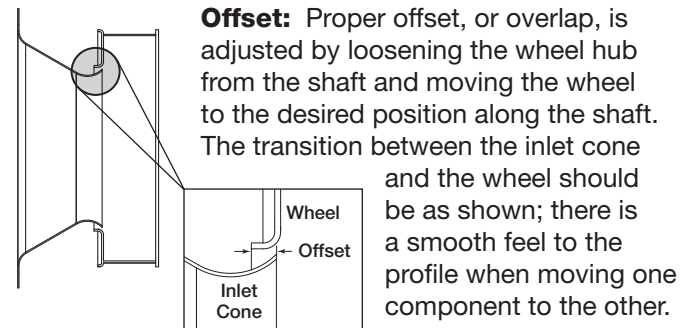 Offset: Proper offset, or overlap, is
adjusted by loosening the wheel hub
from the shaft and moving the wheel
to the desired position along the shaft.
The transition between the inlet cone
and the wheel should
be as shown; there is
a smooth feel to the
profile when moving one
component to the other.
Wheel
Offset
Inlet
Cone